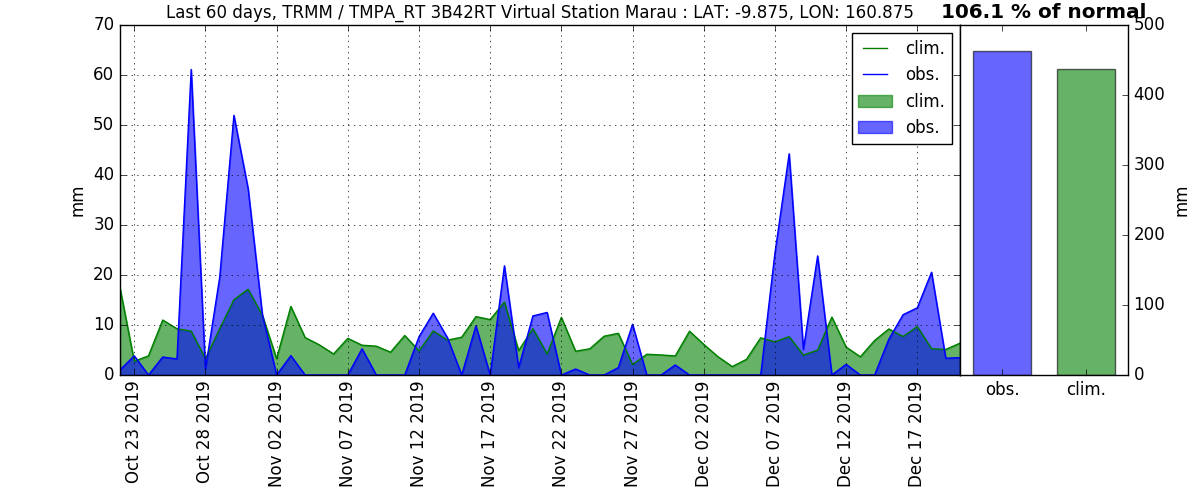 Last 60 days, TRMM / TMPA_RT 3B42RT Virtual Station Marau : LAT: -9.875, LON: 160.875
106.1 % of normal
70
60
50
40
30
20
10
0
mm
clim.
obs.
clim.
obs.
500
400
300
200
100
0
mm
obs.
clim.
Oct 23 2019
Oct 28 2019
Nov 02 2019
Nov 07 2019
Nov 12 2019
Nov 17 2019
Nov 22 2019
Nov 27 2019
Dec 02 2019
Dec 07 2019
Dec 12 2019
Dec 17 2019